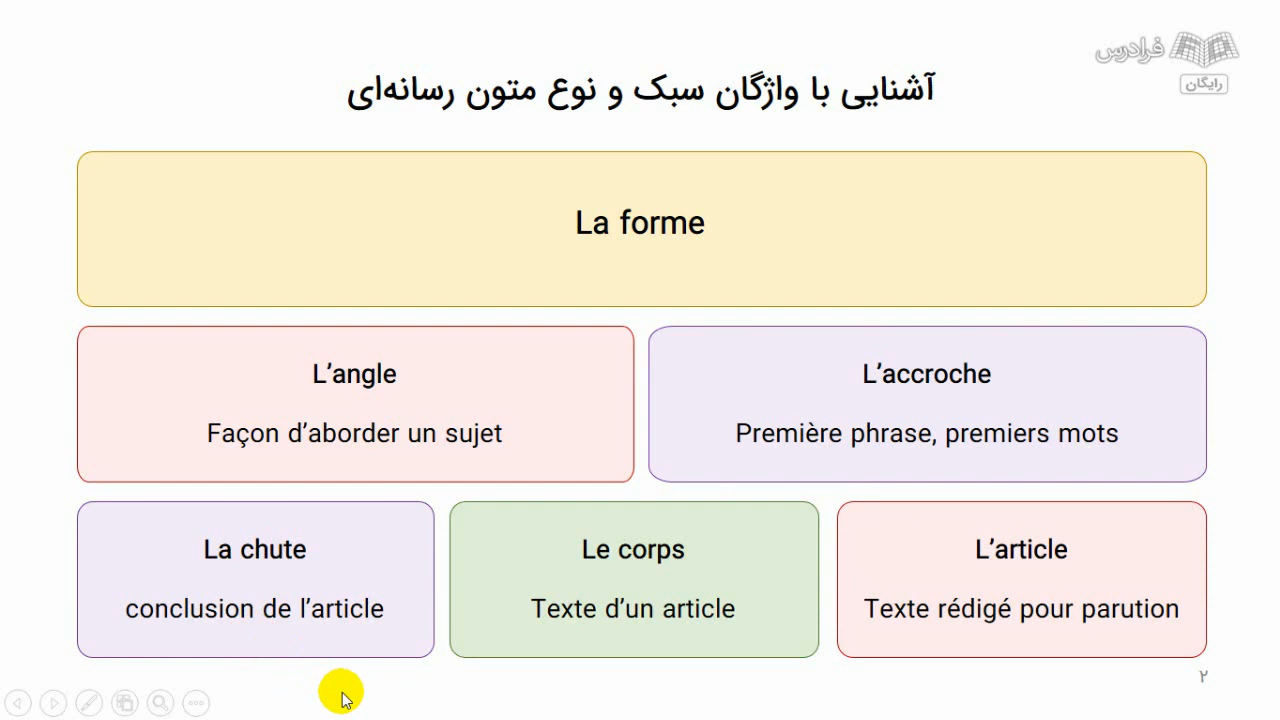 فرادرس
رایگان
آشنایی با واژگان سبک و نوع متون رسانه‌ای
La forme
L’angle
Façon d’aborder un sujet
L’accroche
Première phrase, premiers mots
La chute
conclusion de l’article
Le corps
Texte d’un article
L’article
Texte rédigé pour parution
۲